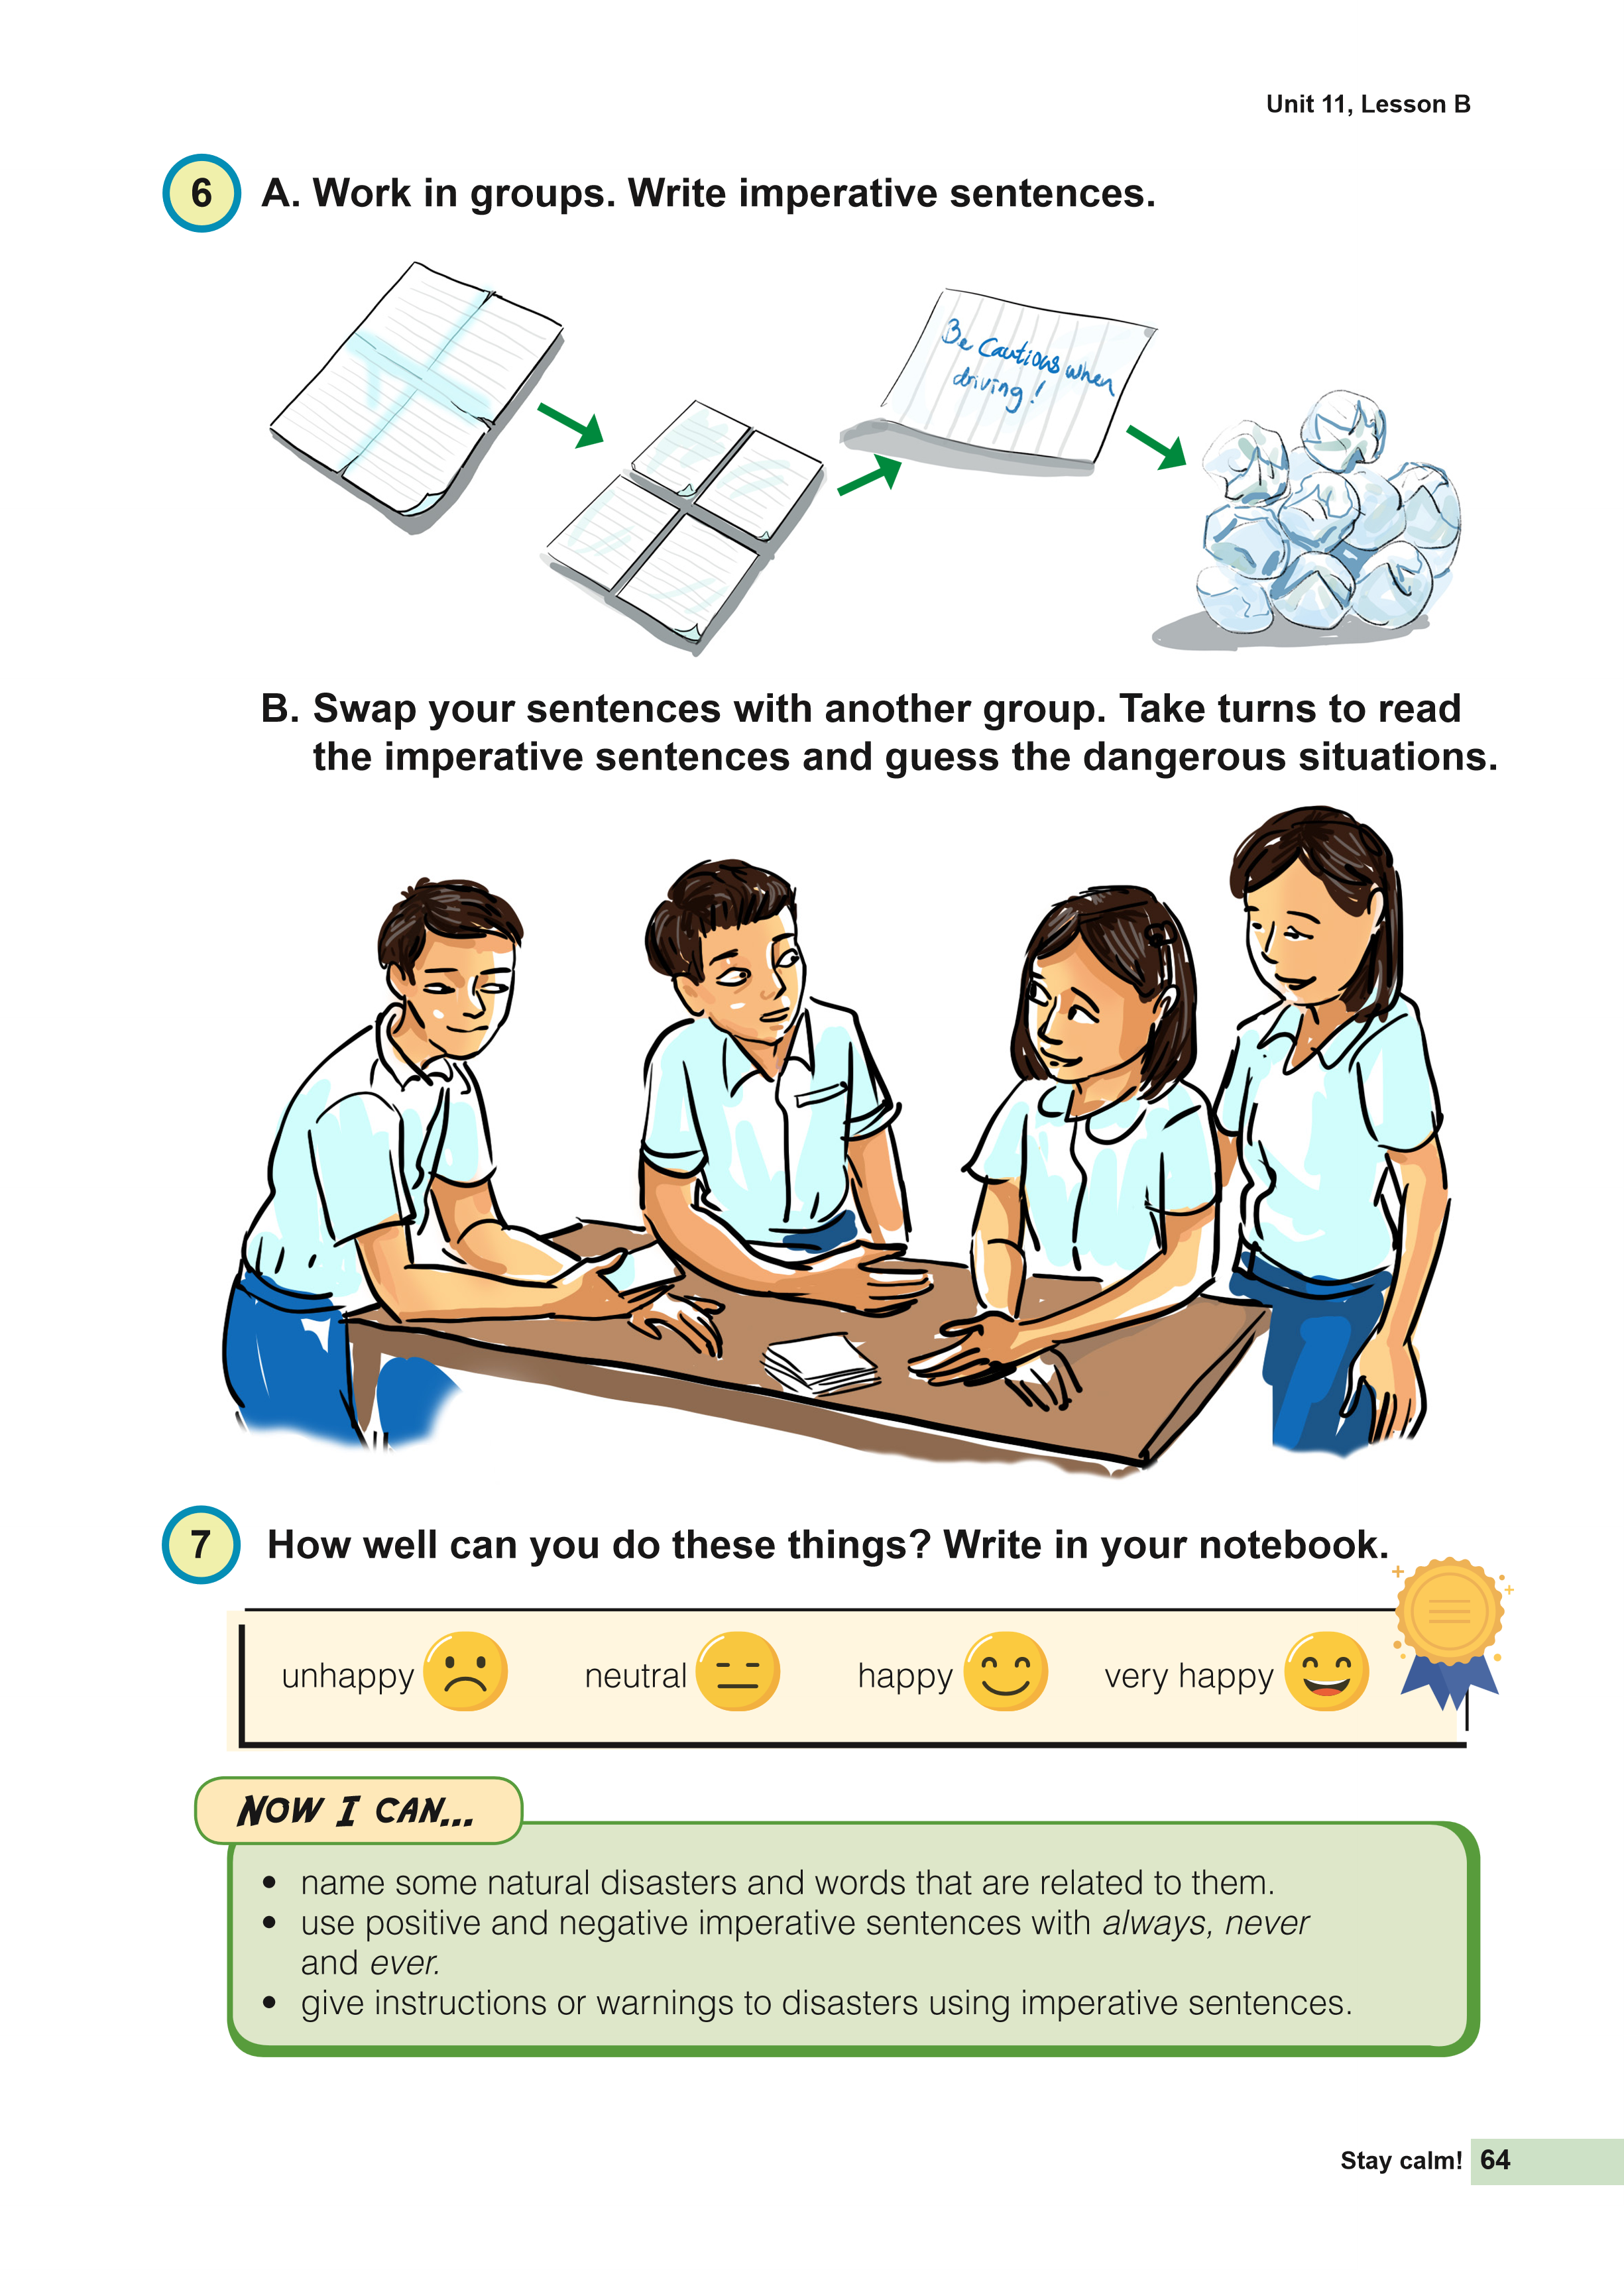 Unit 11, Lesson B
6 A. Work in groups. Write imperative sentences.
Be Cautious when
driving!
B. Swap your sentences with another group. Take turns to read
the imperative sentences and guess the dangerous situations.
7 How well can you do these things? Write in your notebook.
unhappy neutral happy very happy
NOW I CAN...
• name some natural disasters and words that are related to them.
• use positive and negative imperative sentences with always, never
and ever.
• give instructions or warnings to disasters using imperative sentences.
Stay calm! 64